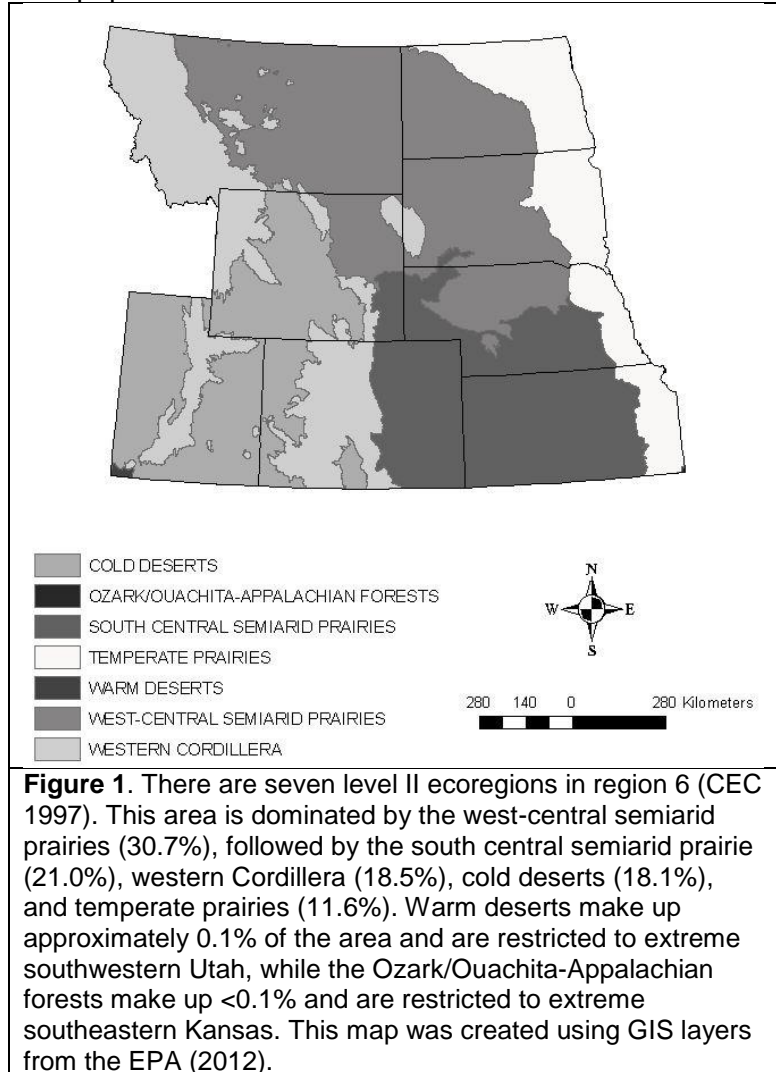 COLD DESERTS
OZARK/OUACHITA-APPALACHIAN FORESTS
SOUTH CENTRAL SEMIARID PRAIRIES
TEMPERATE PRAIRIES
WARM DESERTS
WEST-CENTRAL SEMIARID PRAIRIES
WESTERN CORDILLERA
N
W E
S
280 140 0 280 Kilometers
Figure 1. There are seven level II ecoregions in region 6 (CEC
1997). This area is dominated by the west-central semiarid
prairies (30.7%), followed by the south central semiarid prairie
(21.0%), western Cordillera (18.5%), cold deserts (18.1%),
and temperate prairies (11.6%). Warm deserts make up
approximately 0.1% of the area and are restricted to extreme
southwestern Utah, while the Ozark/Ouachita-Appalachian
forests make up <0.1% and are restricted to extreme
southeastern Kansas. This map was created using GIS layers
from the EPA (2012).